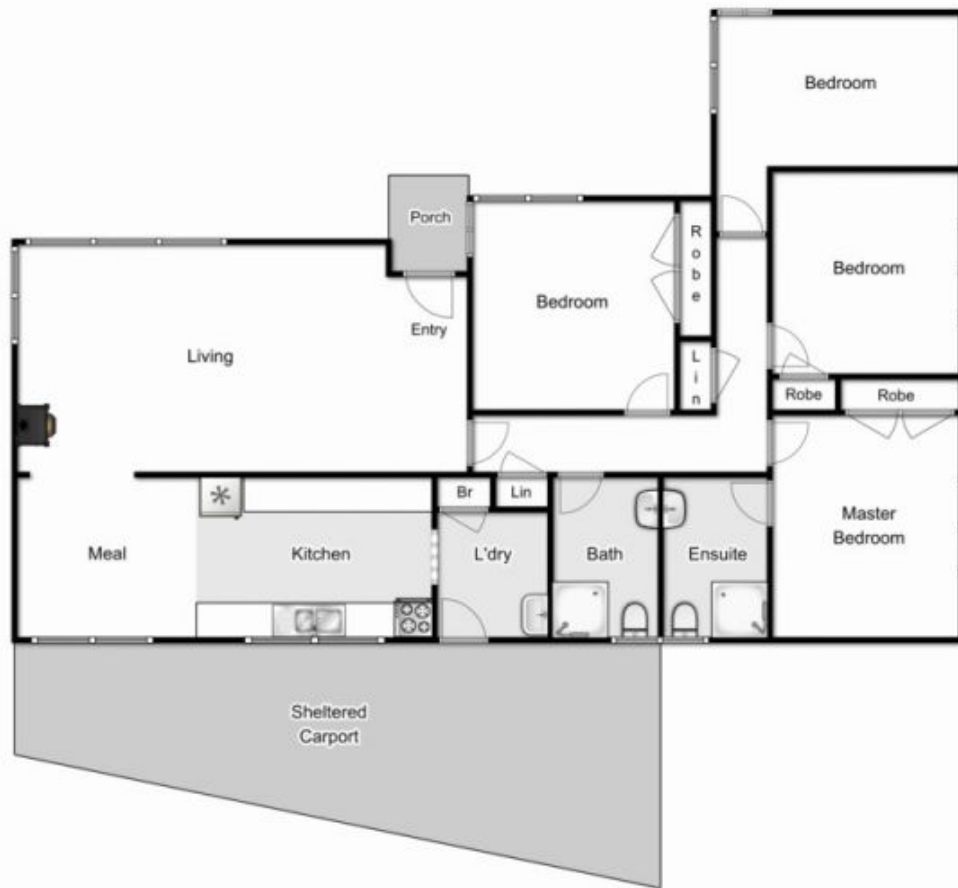 Bedroom
Porch
Robe
Bedroom
Bedroom
Entry
Living
Lin
Robe
Robe
Br
Lin
Master
Bedroom
Meal
Kitchen
L'dry
Bath
Ensuite
Sheltered
Carport